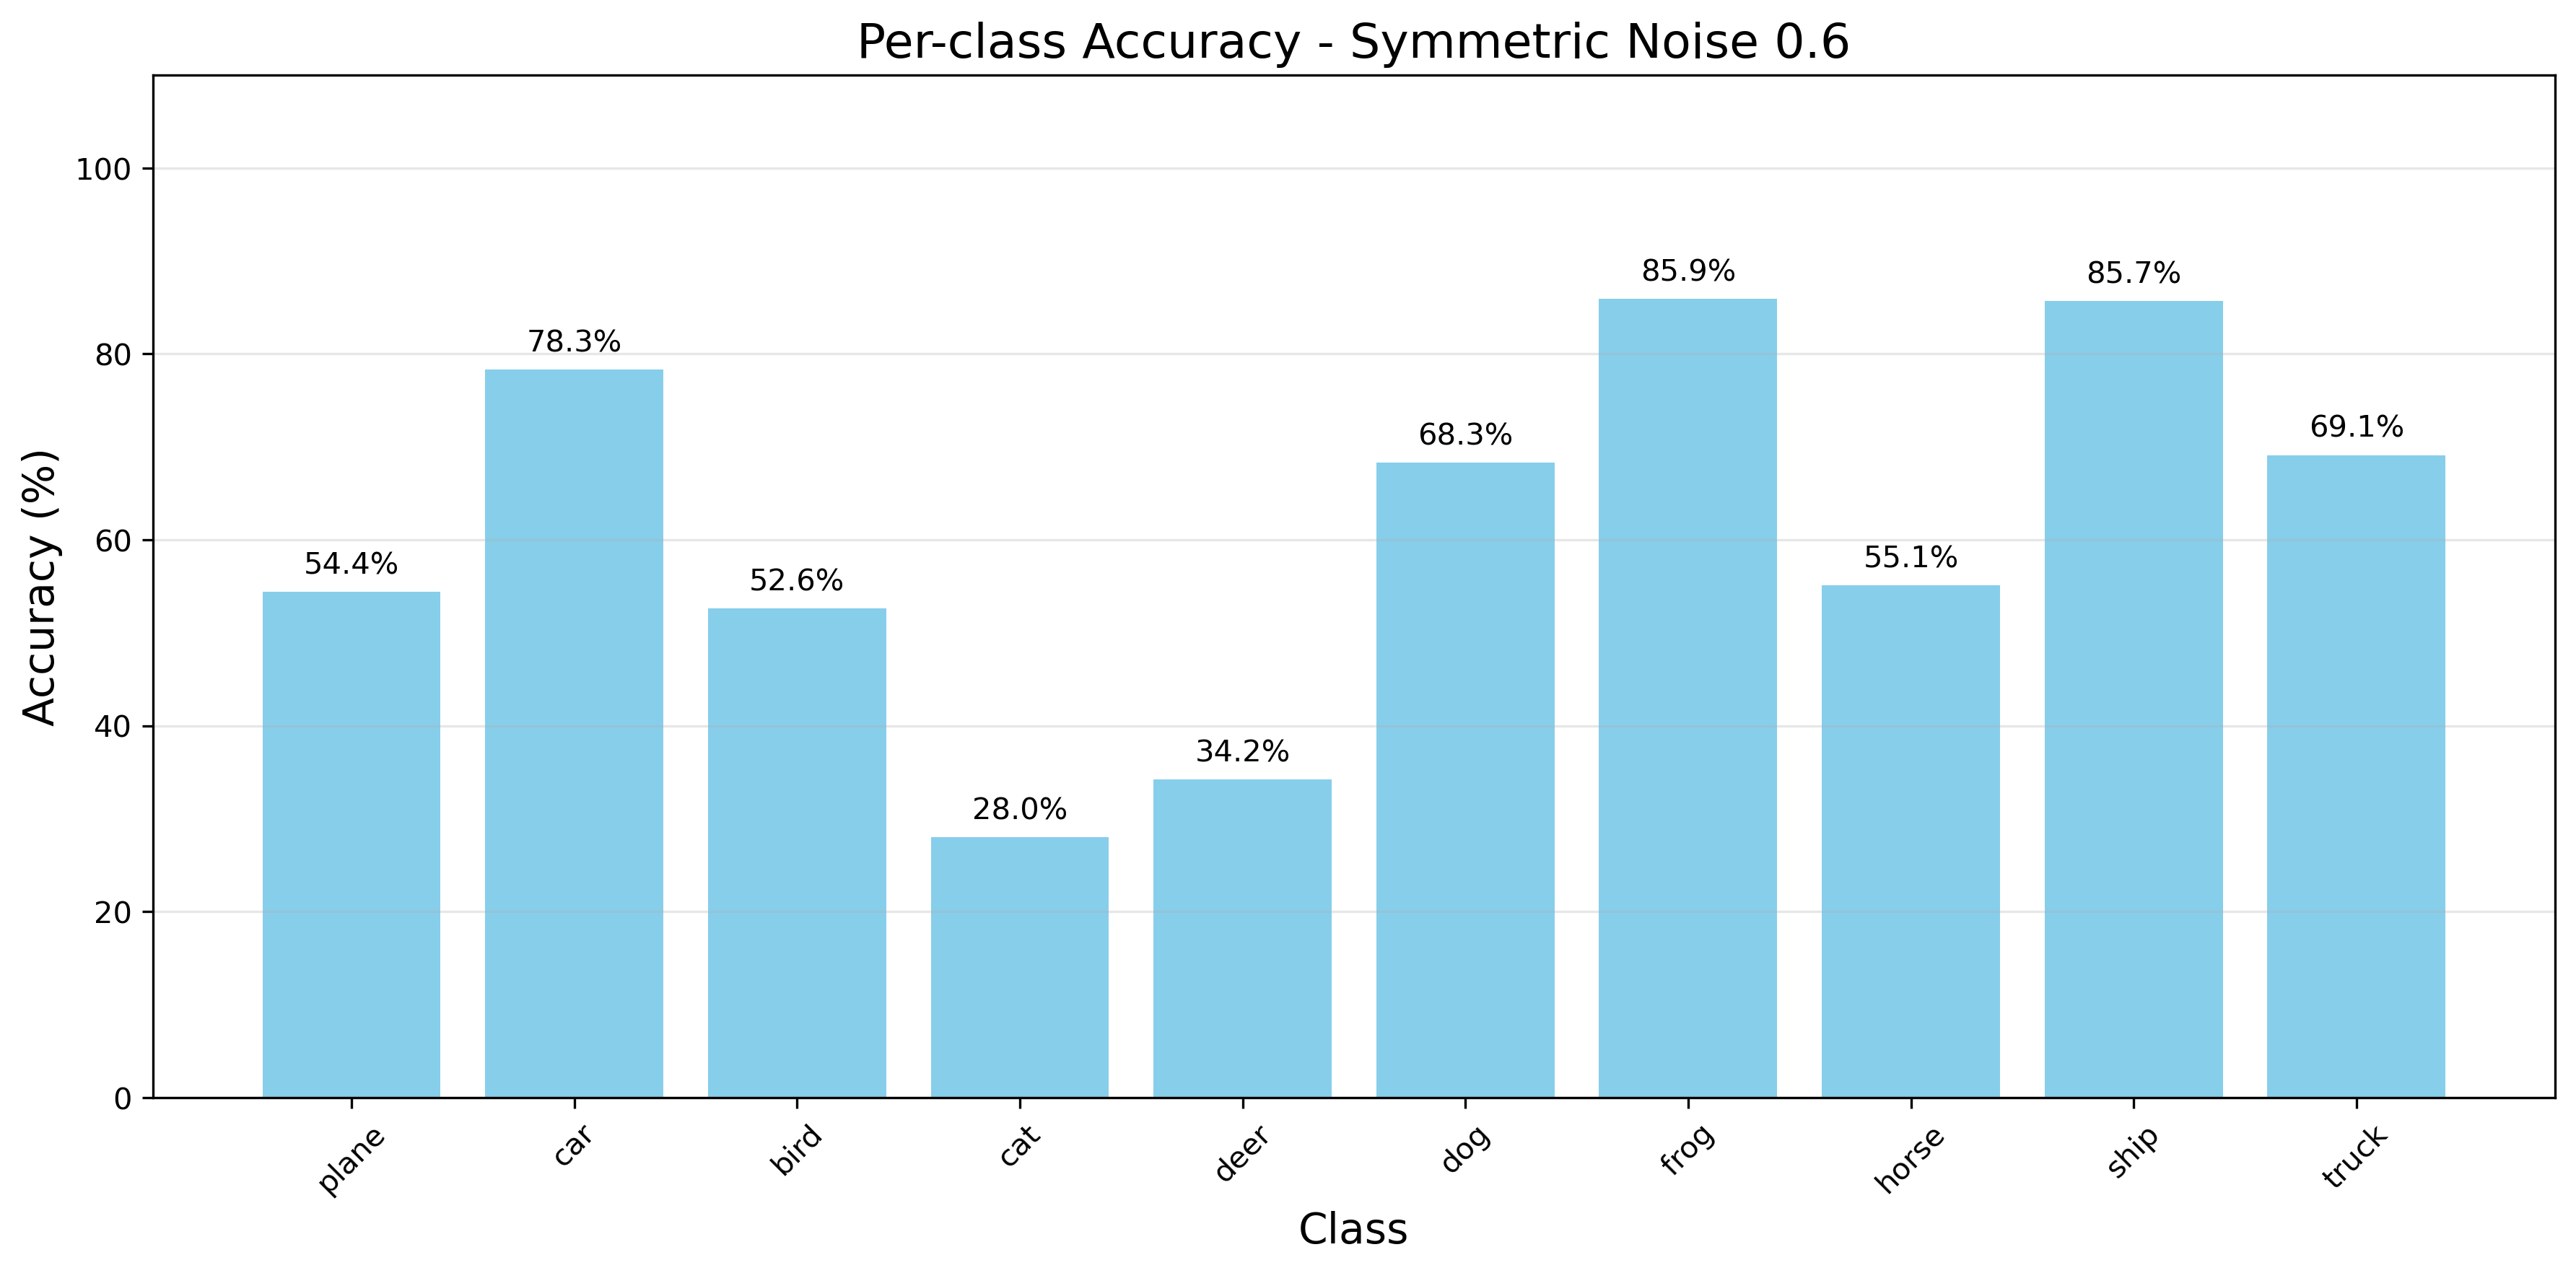 Per-class Accuracy - Symmetric Noise 0.6
Accuracy (%)
100
80
60
40
20
0
54.4%
78.3%
52.6%
28.0%
34.2%
68.3%
85.9%
55.1%
85.7%
69.1%
plane
car
bird
cat
deer
dog
frog
horse
ship
truck
Class